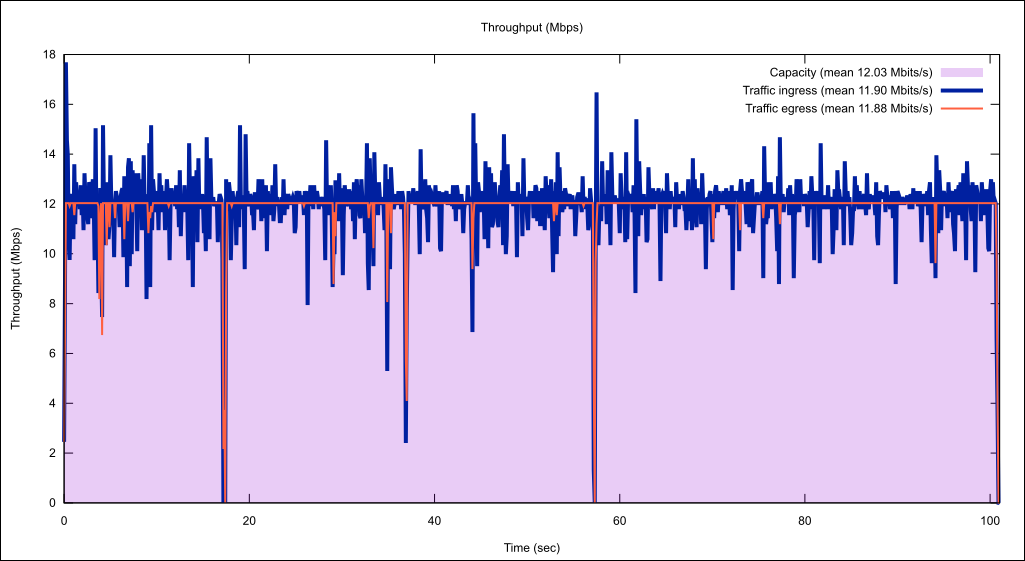 Throughput (Mbps)
Capacity (mean 12.03 Mbits/s)
Traffic ingress (mean 11.90 Mbits/s)
Traffic egress (mean 11.88 Mbits/s)
Throughput (Mbps)
18
16
14
12
10
8
6
4
2
0
0 20 40 60 80 100
Time (sec)